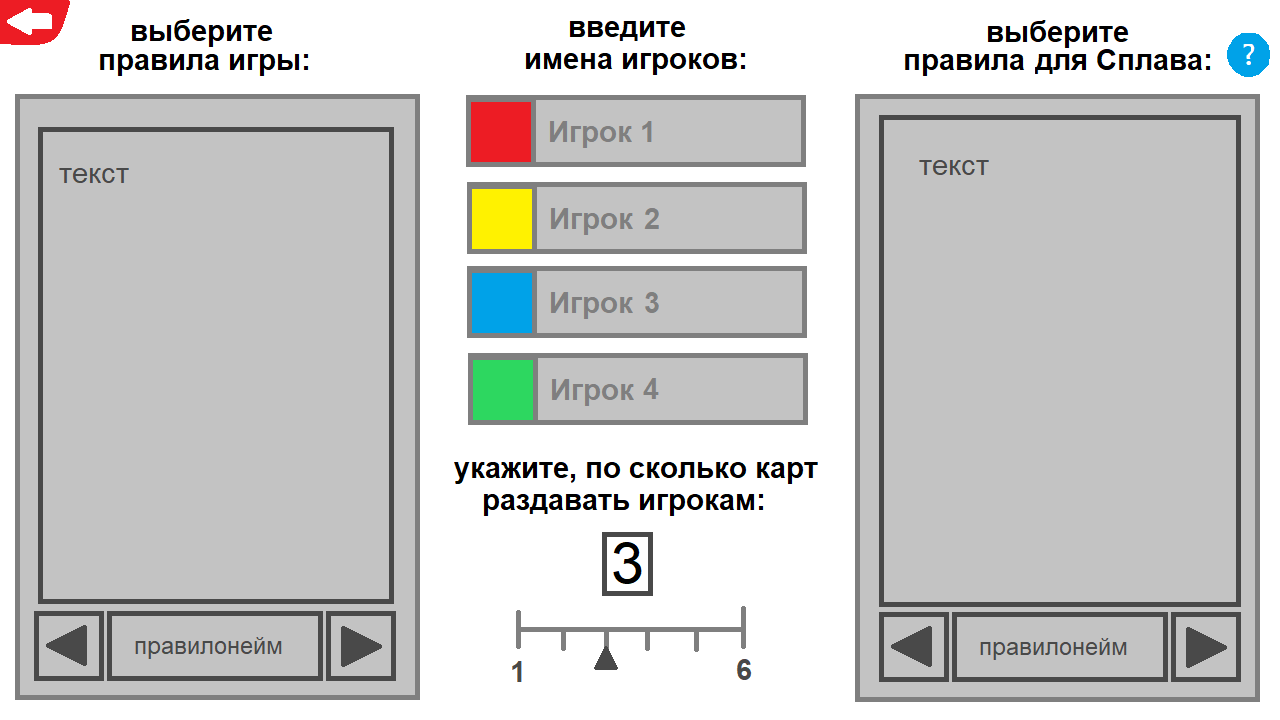 выберите
правила игры:
текст
правилонейм
введите
имена игроков:
Игрок 1
Игрок 2
Игрок 3
Игрок 4
укажите, по сколько карт
раздавать игрокам:
3
1
6
выберите
правила для Сплава:
?
текст
правилонейм